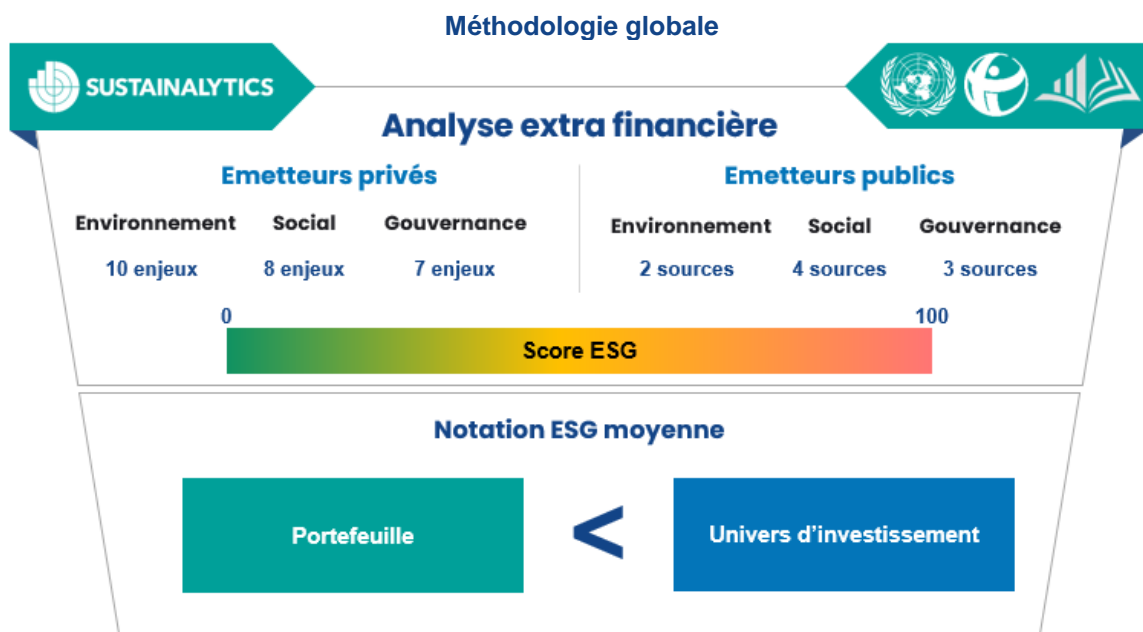 Méthodologie globale
SUSTAINALYTICS
Analyse extra financière
Emetteurs privés
Environnement Social Gouvernance
10 enjeux 8 enjeux 7 enjeux
Emetteurs publics
Environnement Social Gouvernance
2 sources 4 sources 3 sources
0 100
Score ESG
Notation ESG moyenne
Portefeuille < Univers d'investissement